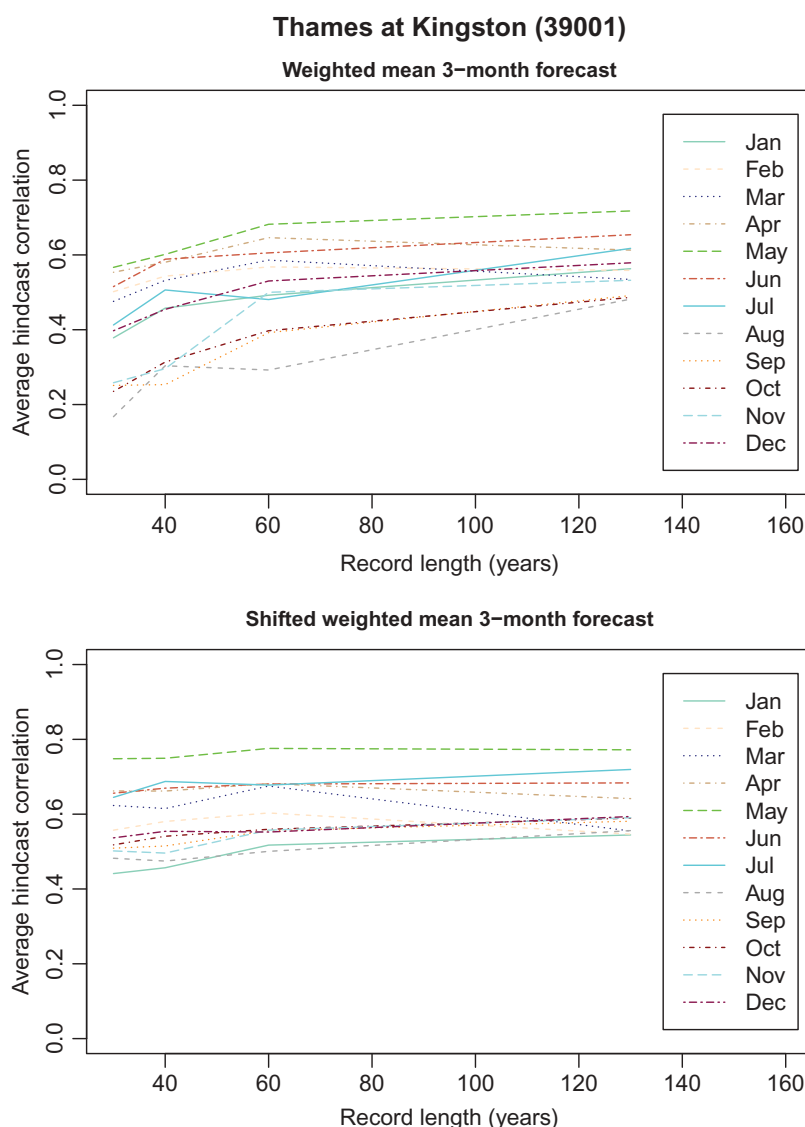 Thames at Kingston (39001)
Weighted mean 3−month forecast
Average hindcast correlation
1.0
0.8
0.6
0.4
0.2
0.0
40 60 80 100 120 140 160
Record length (years)
Jan
Feb
Mar
Apr
May
Jun
Jul
Aug
Sep
Oct
Nov
Dec
Shifted weighted mean 3−month forecast
Average hindcast correlation
1.0
0.8
0.6
0.4
0.2
0.0
40 60 80 100 120 140 160
Record length (years)
Jan
Feb
Mar
Apr
May
Jun
Jul
Aug
Sep
Oct
Nov
Dec